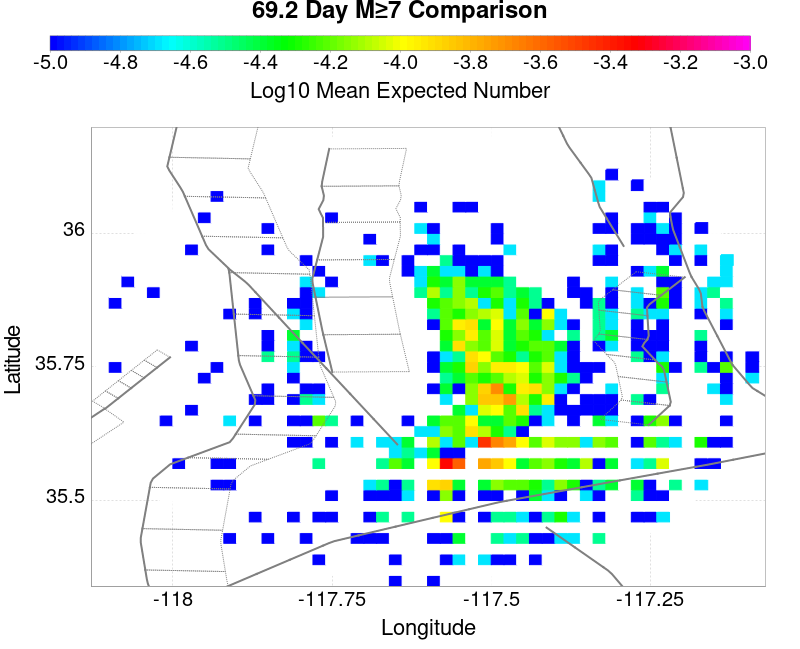 69.2 Day M≥7 Comparison
-5.0 -4.8 -4.6 -4.4 -4.2 -4.0 -3.8 -3.6 -3.4 -3.2 -3.0
Log10 Mean Expected Number
36
35.75
35.5
Latitude
-118 -117.75 -117.5 -117.25
Longitude